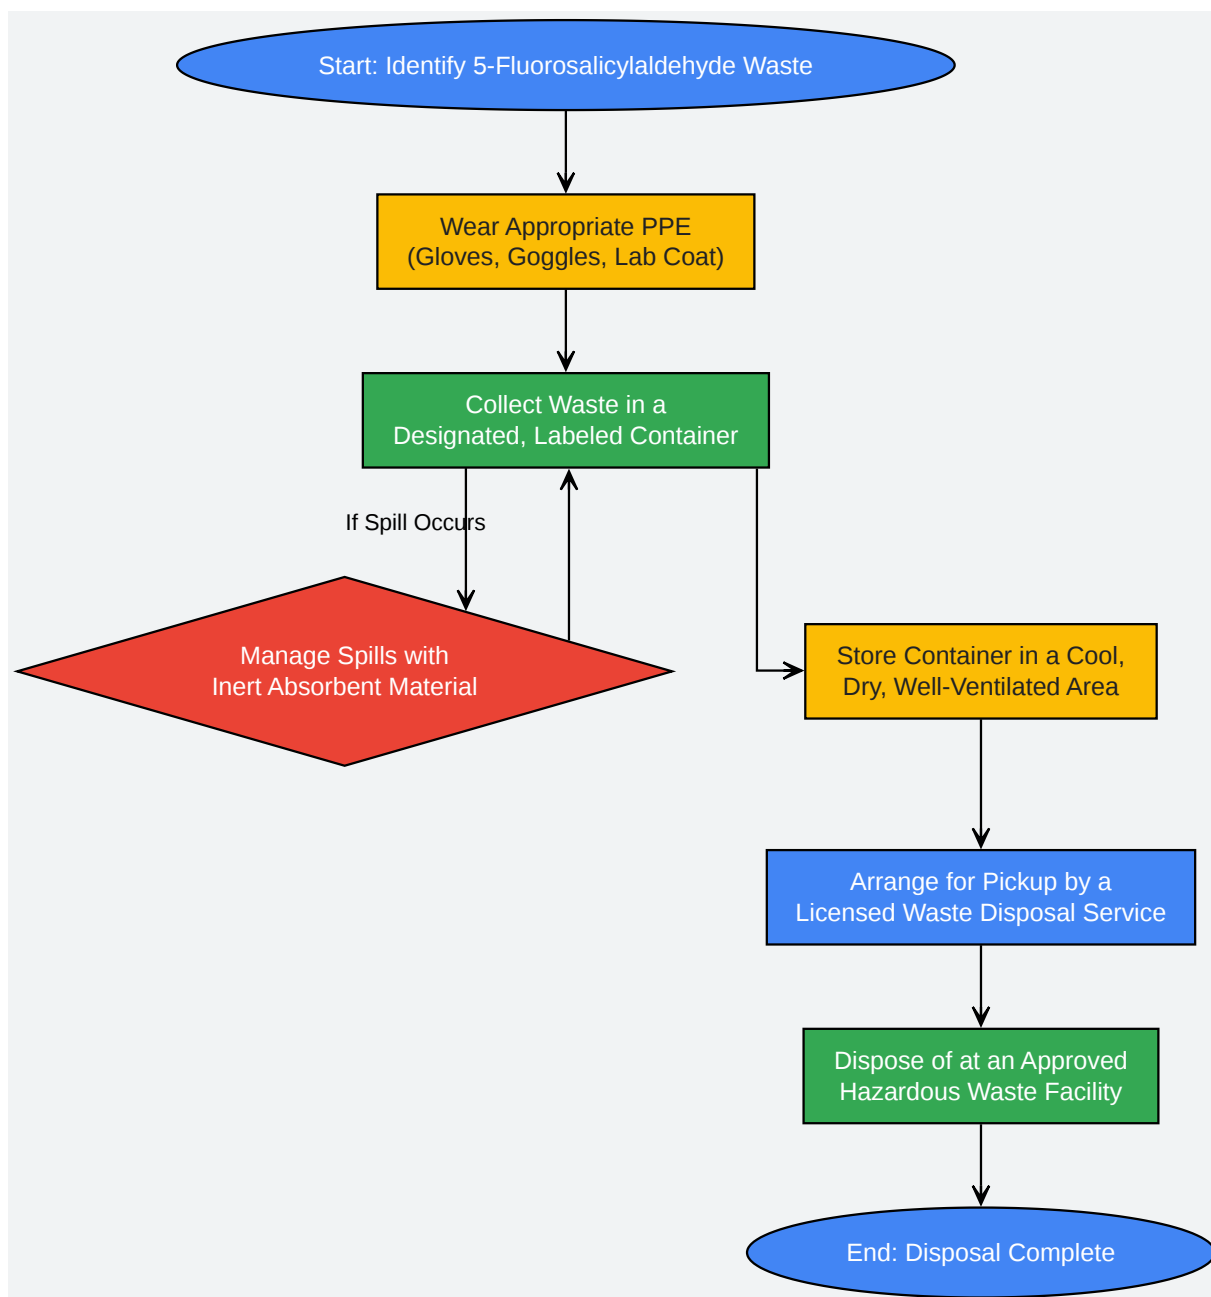 Start: Identify 5-Fluorosalicylaldehyde Waste
Wear Appropriate PPE
(Gloves, Goggles, Lab Coat)
Collect Waste in a
Designated, Labeled Container
If Spill Occurs
Manage Spills with
Inert Absorbent Material
Store Container in a Cool,
Dry, Well-Ventilated Area
Arrange for Pickup by a
Licensed Waste Disposal Service
Dispose of at an Approved
Hazardous Waste Facility
End: Disposal Complete